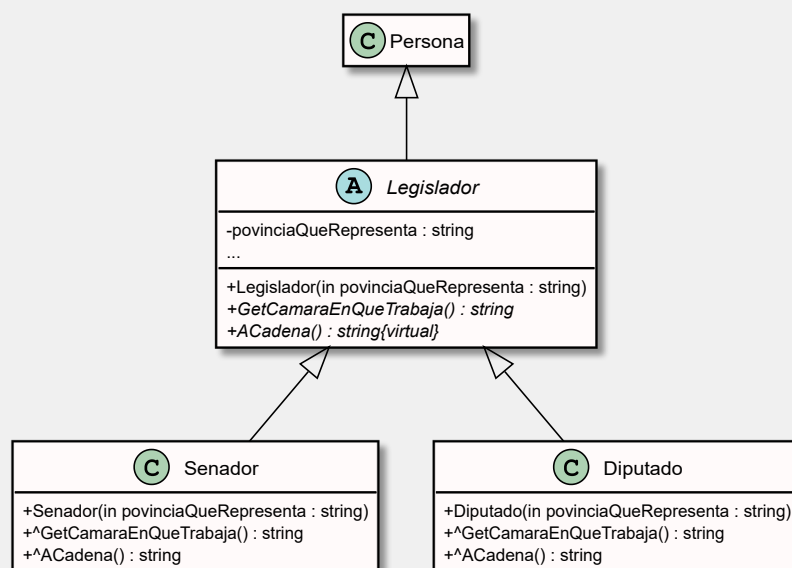 C Persona
A Legislador
-povinciaQueRepresenta : string
...
+Legislador(in povinciaQueRepresenta : string)
+GetCamaraEnQueTrabaja() : string
+ACadena() : string{virtual}
C Senador
+Senador(in povinciaQueRepresenta : string)
+^GetCamaraEnQueTrabaja() : string
+^ACadena() : string
C Diputado
+Diputado(in povinciaQueRepresenta : string)
+^GetCamaraEnQueTrabaja() : string
+^ACadena() : string